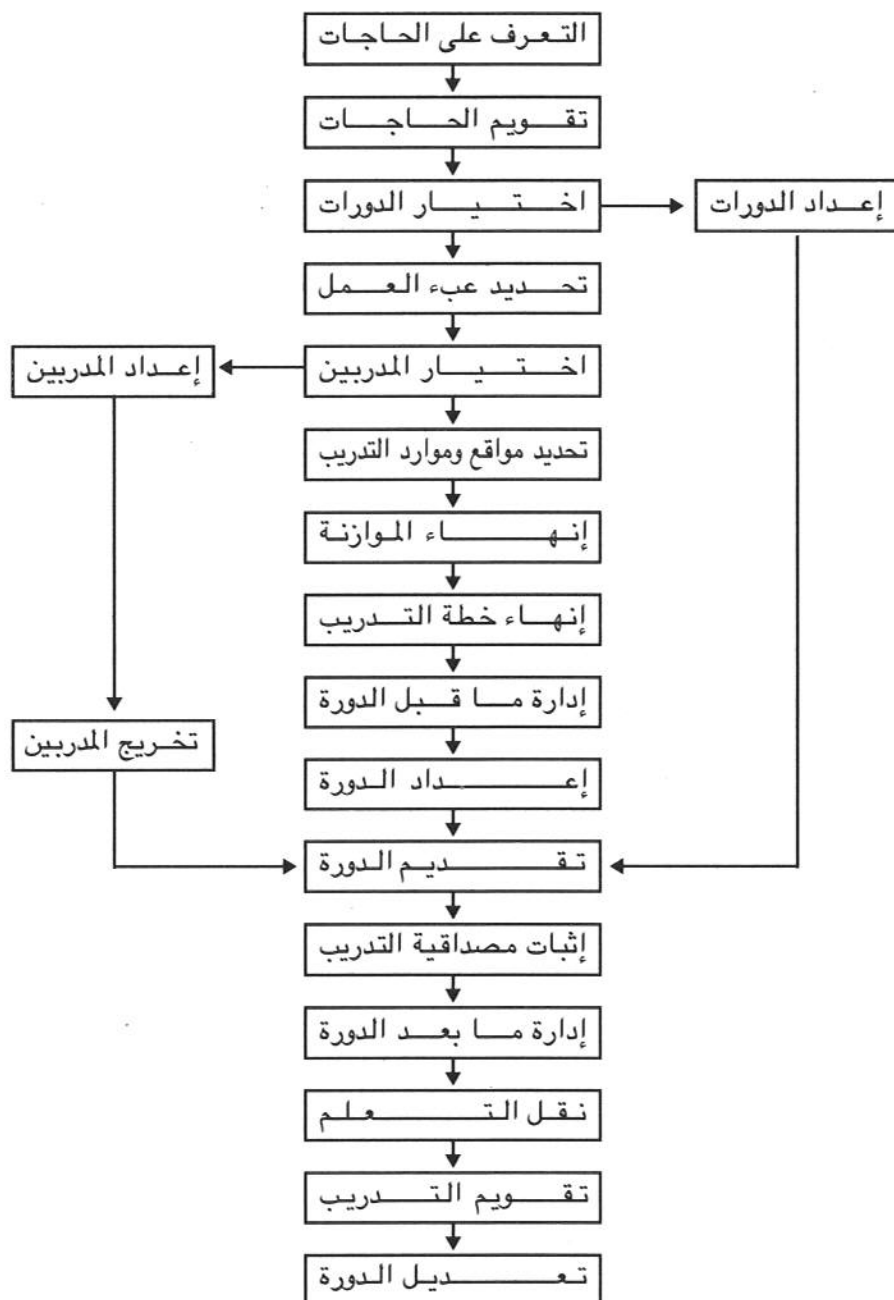 التعرف على الحاجات
تقويم الحاجات
اختيار الدورات
إعداد الدورات
تحديد عبء العمل
اختيار المدربين
إعداد المدربين
تحديد مواقع وموارد التدريب
إنهاء الموازنة
إنهاء خطة التدريب
إدارة ما قبل الدورة
تخريج المدربين
إعداد الدورة
تقديم الدورة
إثبات مصداقية التدريب
إدارة ما بعد الدورة
نقل التعلم
تقويم التدريب
تعديل الدورة